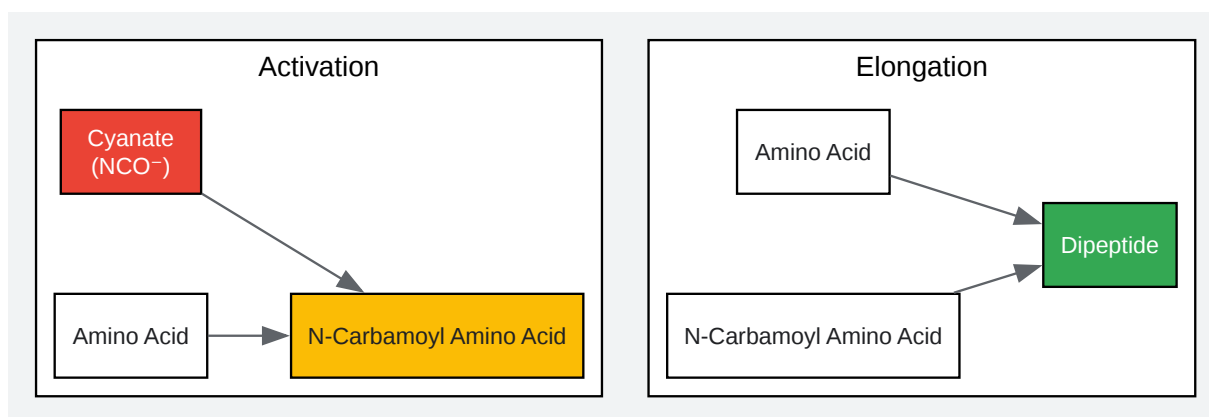 Activation
Cyanate
(NCO⁻)
Amino Acid
N-Carbamoyl Amino Acid
Elongation
Amino Acid
Dipeptide
N-Carbamoyl Amino Acid